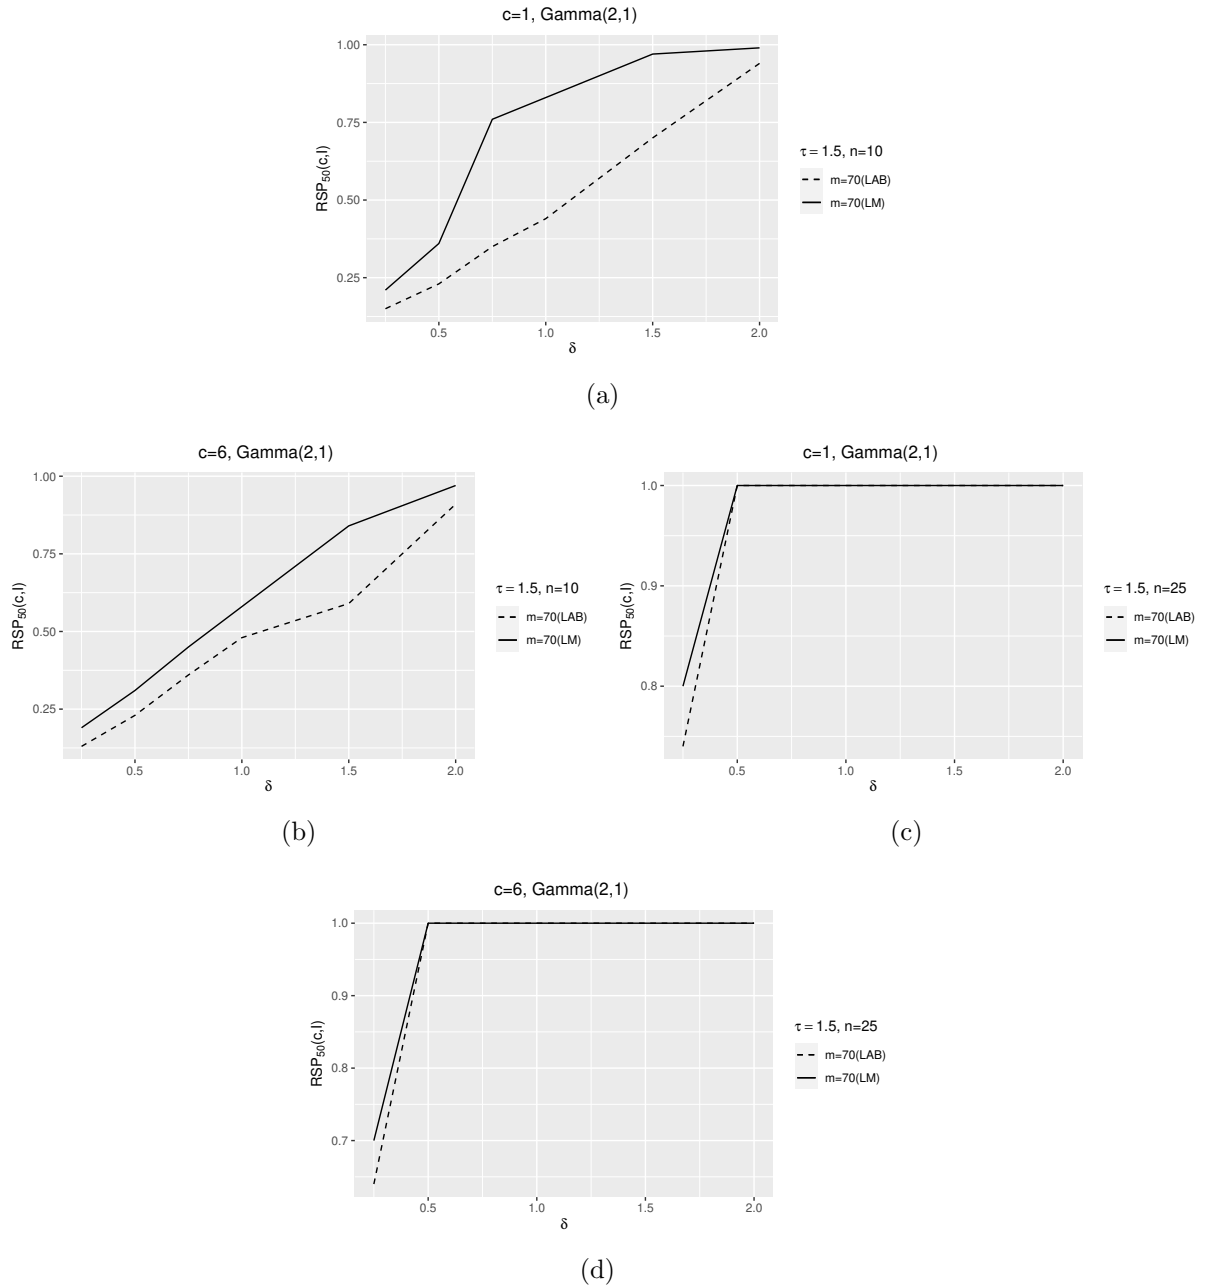 c=1, Gamma(2,1)
RSP50(c,I)
1.00
0.75
0.50
0.25
0.5 1.0 1.5 2.0
δ
τ = 1.5, n=10
m=70(LAB)
m=70(LM)
(a)
c=6, Gamma(2,1)
RSP50(c,I)
1.00
0.75
0.50
0.25
0.5 1.0 1.5 2.0
δ
τ = 1.5, n=10
m=70(LAB)
m=70(LM)
(b)
c=1, Gamma(2,1)
RSP50(c,I)
1.0
0.9
0.8
0.5 1.0 1.5 2.0
δ
τ = 1.5, n=25
m=70(LAB)
m=70(LM)
(c)
c=6, Gamma(2,1)
RSP50(c,I)
1.0
0.9
0.8
0.7
0.5 1.0 1.5 2.0
δ
τ = 1.5, n=25
m=70(LAB)
m=70(LM)
(d)